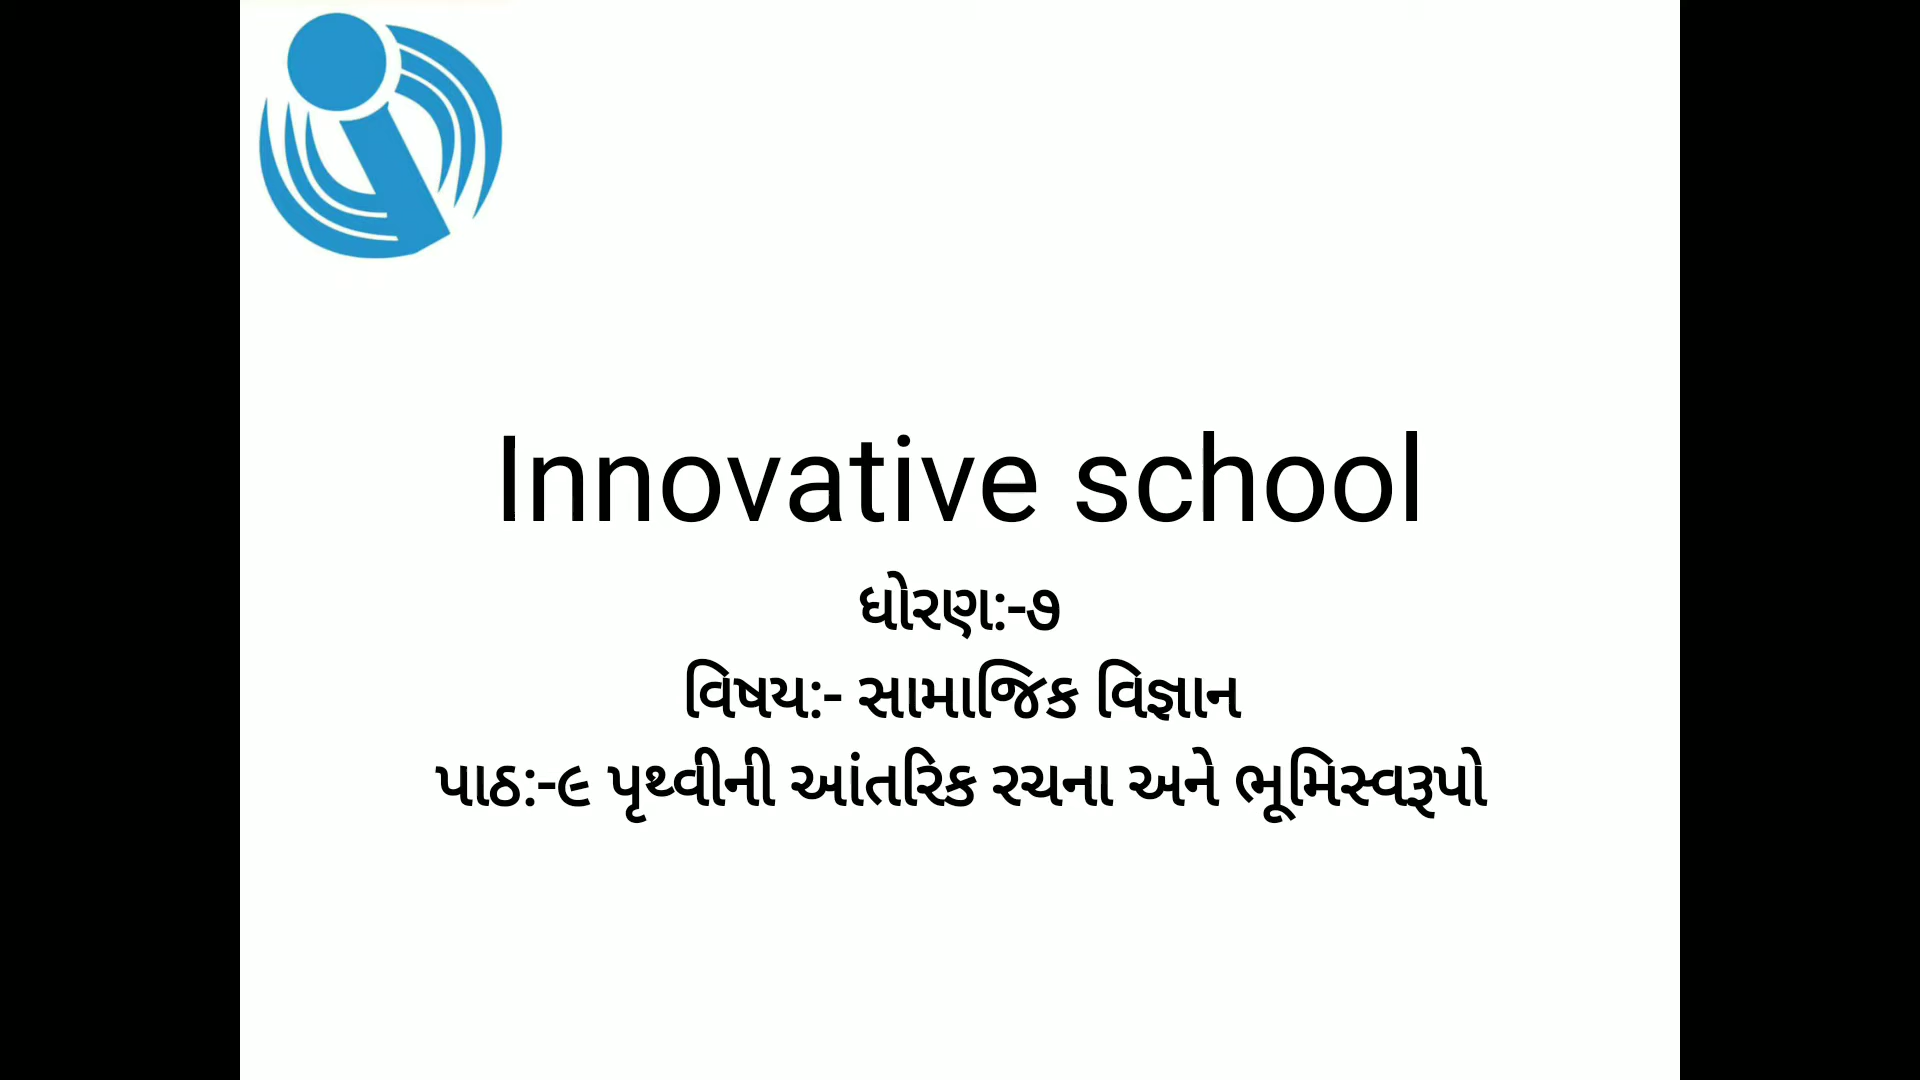 Innovative school
ધોરણ:-૭
વિષય:- સામાજિક વિજ્ઞાન
પાઠ:-૯ પૃથ્વીની આંતરિક રચના અને ભૂમિસ્વરૂપો